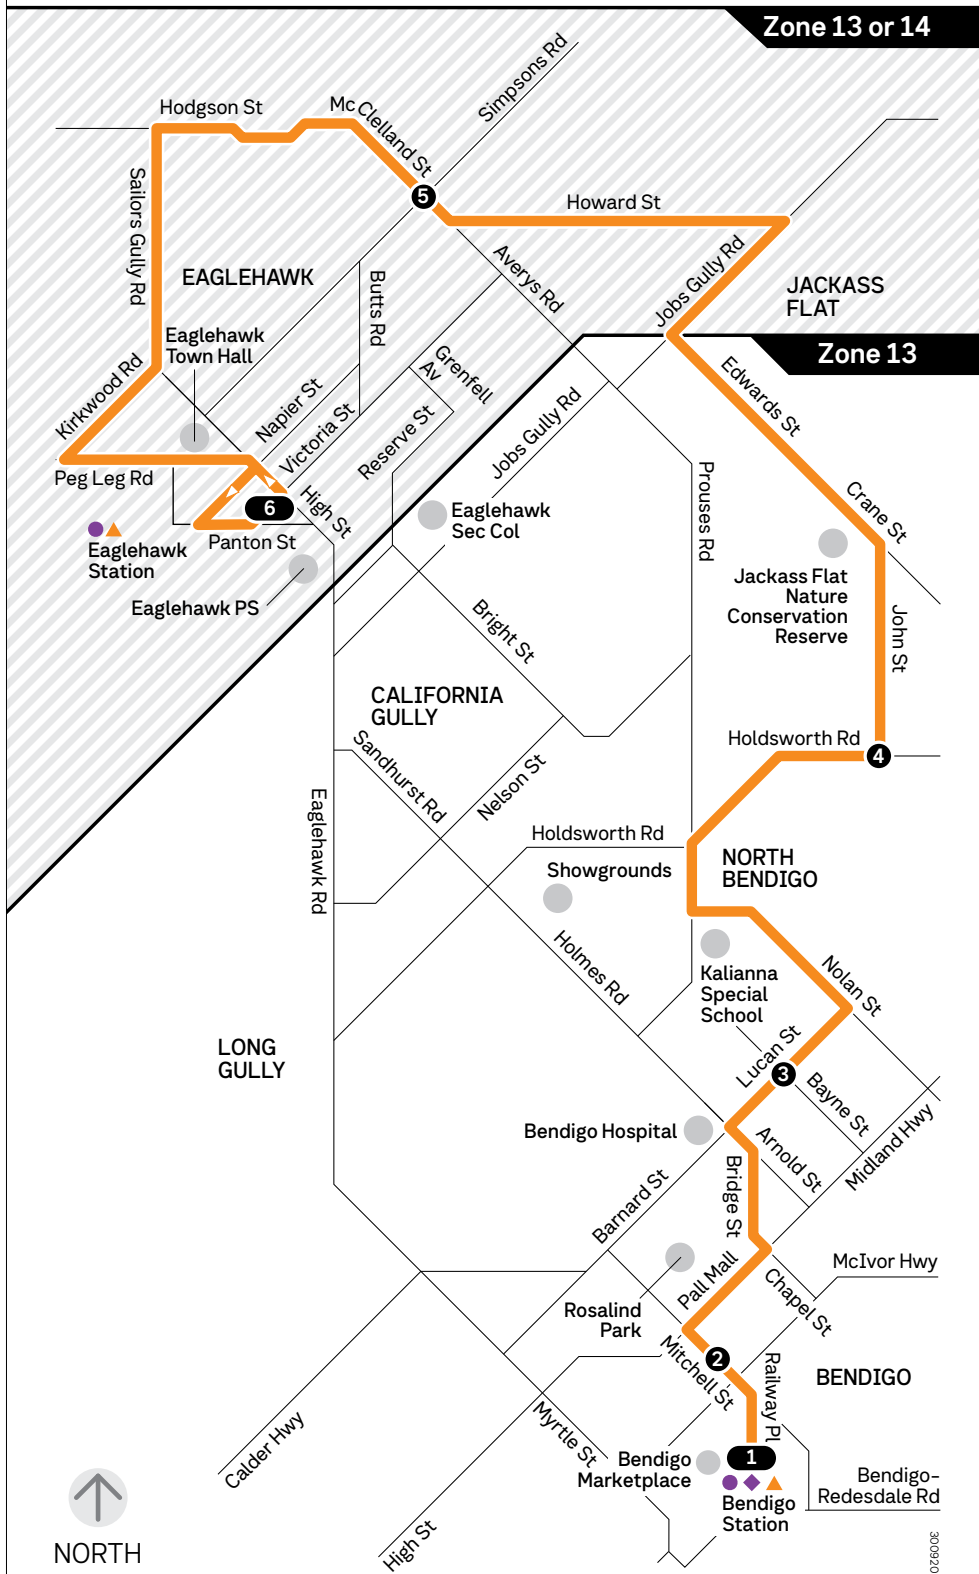 Zone 13 or 14
Simpsons Rd
Hodgson St
Mc Clelland St
5
Howard St
Sailors Gully Rd
Averys Rd
Jobs Gully Rd
EAGLEHAWK
Butts Rd
JACKASS
FLAT
Eaglehawk
Town Hall
Zone 13
Kirkwood Rd
Grenfell
Av
Edwards St
Napier St
Victoria St
Reserve St
Jobs Gully Rd
Peg Leg Rd
Prouses Rd
Crane St
6
High St
Eaglehawk
Sec Col
Panton St
Eaglehawk
Station
Jackass Flat
Nature
Conservation
Reserve
Eaglehawk PS
Bright St
John St
CALIFORNIA
GULLY
Holdsworth Rd
4
Sandhurst Rd
Nelson St
Eaglehawk Rd
Holdsworth Rd
NORTH
BENDIGO
Showgrounds
Holmes Rd
Kalianna
Special
School
Nolan St
LONG
GULLY
Lucan St
3
Bayne St
Bendigo Hospital
Arnold St
Midland Hwy
Bridge St
Barnard St
McIvor Hwy
Pall Mall
Chapel St
Rosalind
Park
2
Mitchell St
Railway Pl
BENDIGO
Calder Hwy
Myrtle St
1
Bendigo
Marketplace
Bendigo–
Redesdale Rd
Bendigo
Station
High St
NORTH
300920